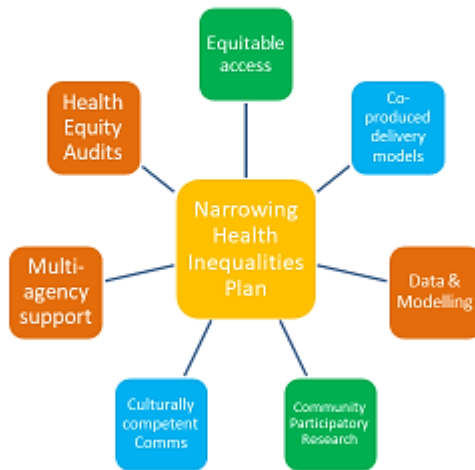 Equitable
access
Health
Equity
Audits
Co-
produced
delivery
models
Narrowing
Health
Inequalities
Plan
Multi-
agency
support
Data &
Modelling
Culturally
competent
Comms
Community
Participatory
Research